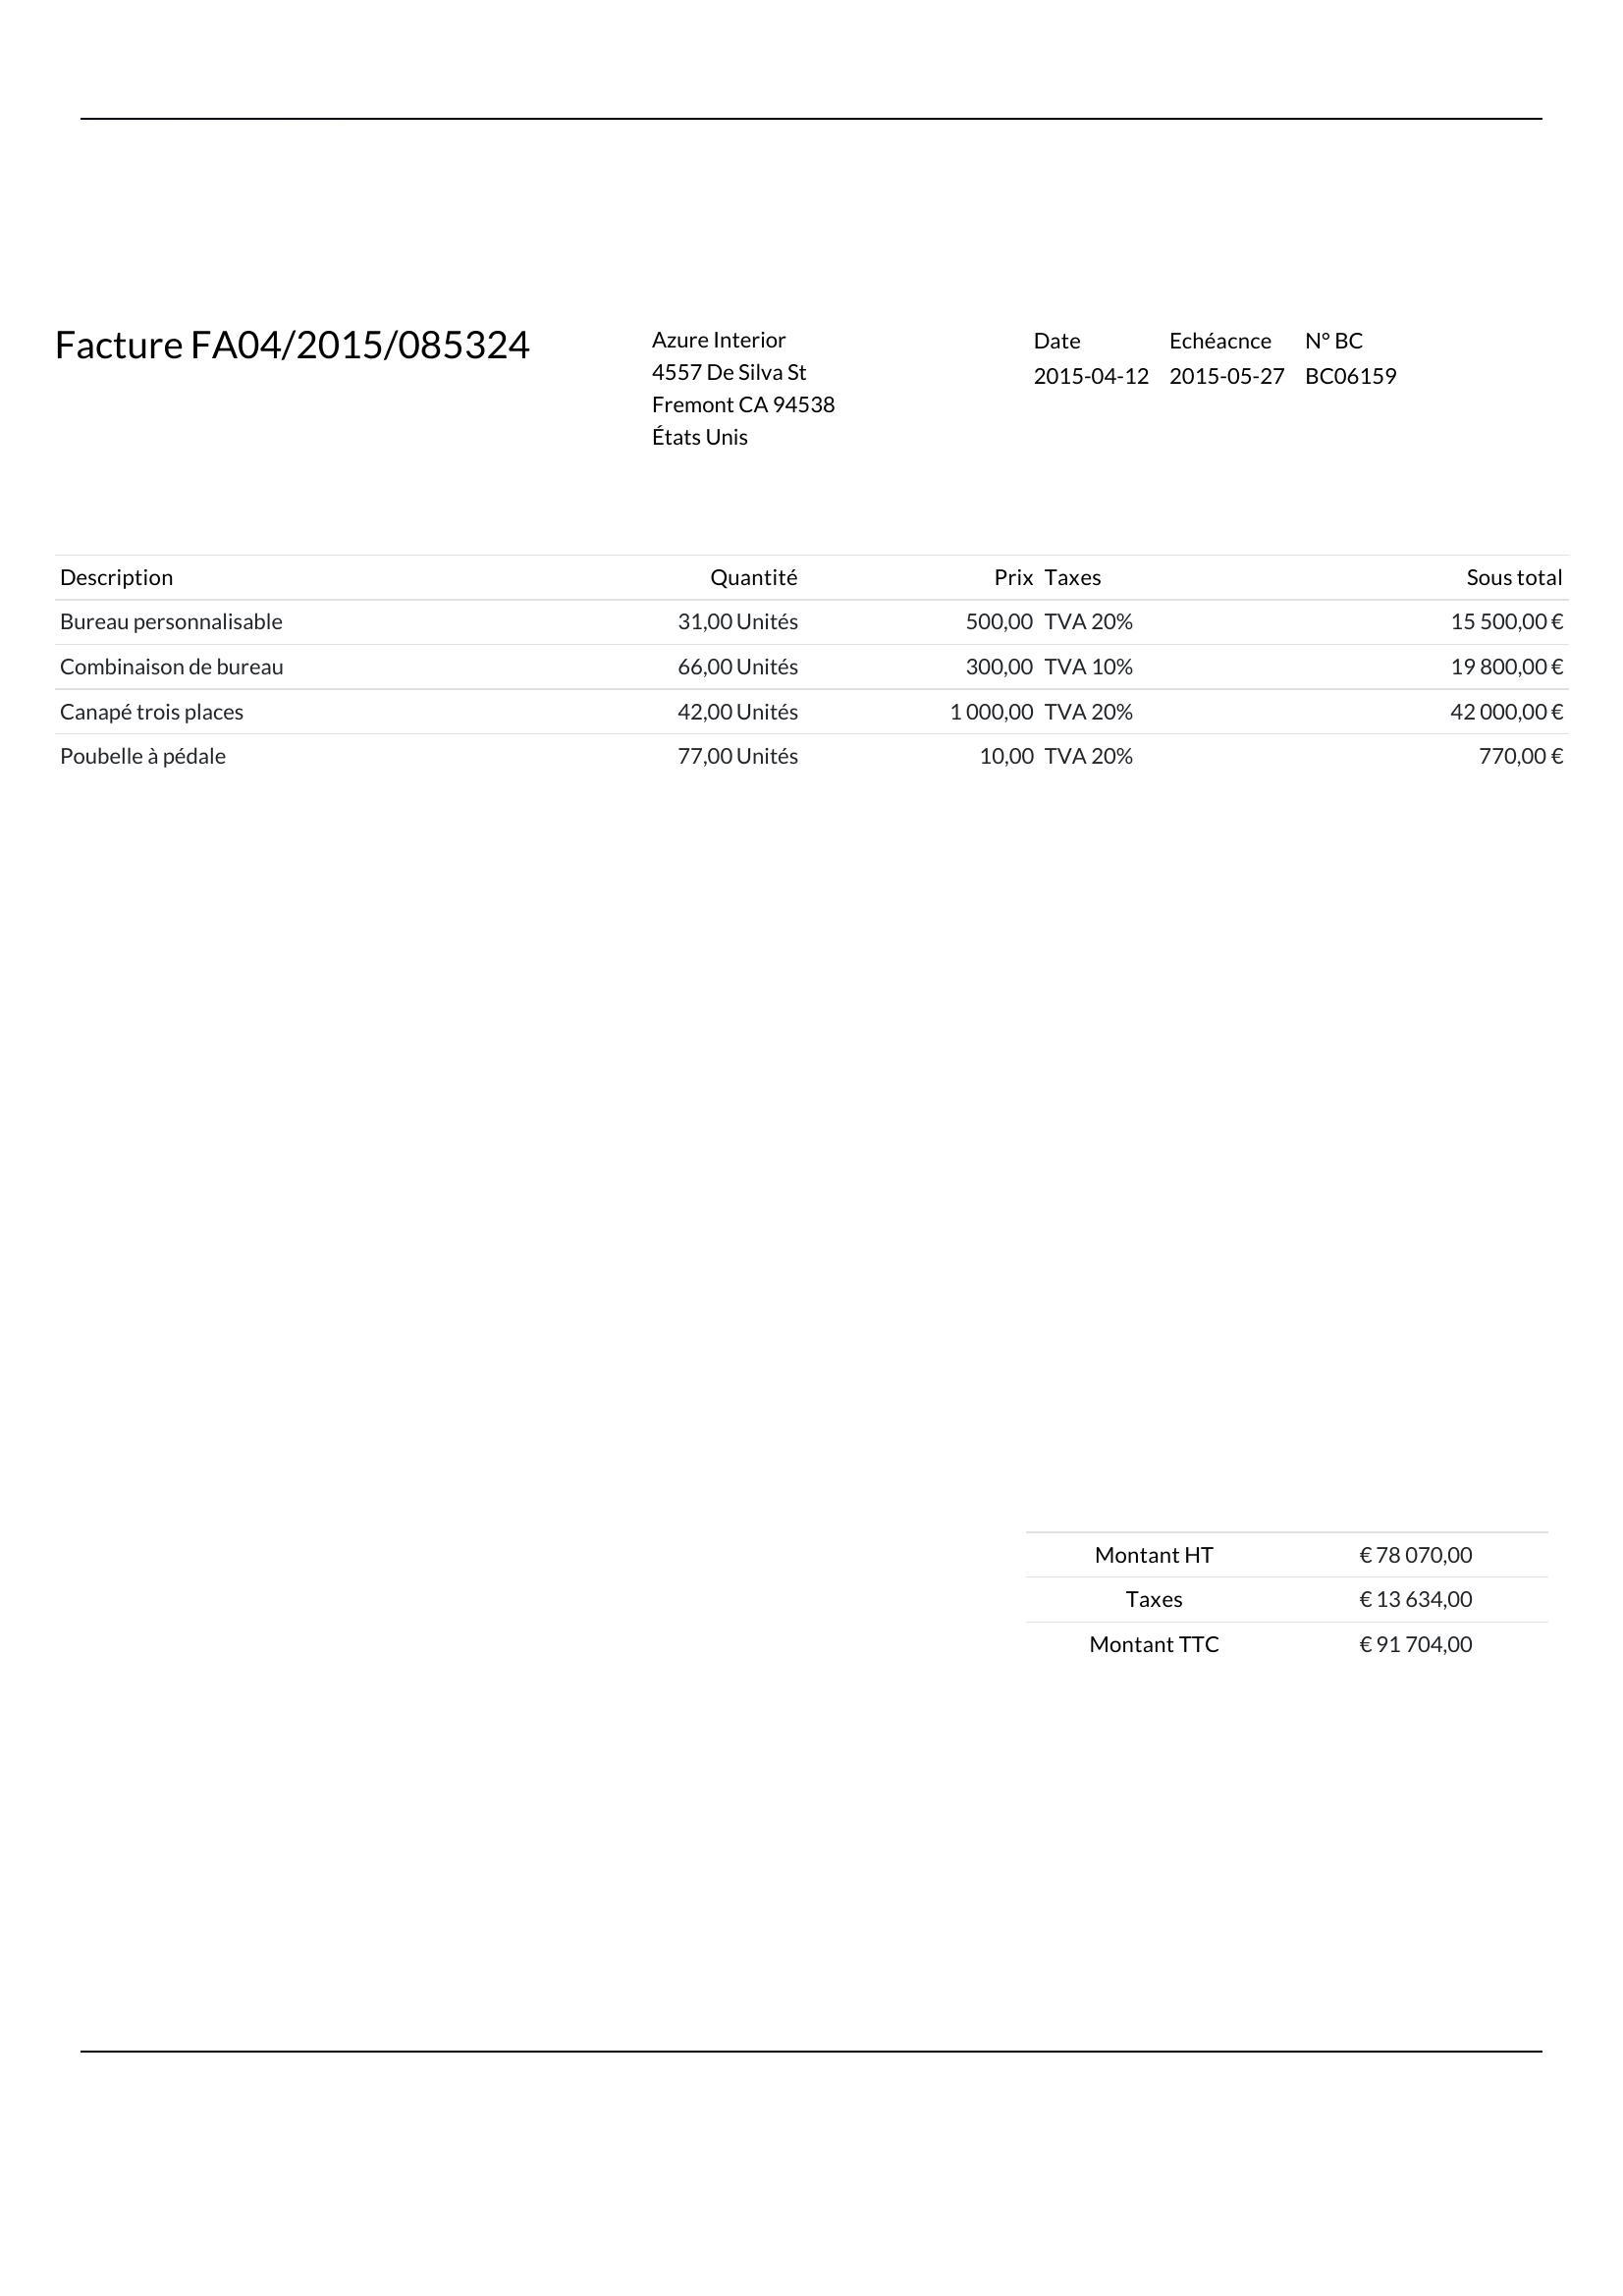 Facture FA04/2015/085324
Azure Interior
4557 De Silva St
Fremont CA 94538
États Unis
Date Echéacnce N° BC
2015-04-12 2015-05-27 BC06159
Description Quantité Prix Taxes Sous total
Bureau personnalisable 31,00 Unités 500,00 TVA 20% 15 500,00 €
Combinaison de bureau 66,00 Unités 300,00 TVA 10% 19 800,00 €
Canapé trois places 42,00 Unités 1 000,00 TVA 20% 42 000,00 €
Poubelle à pédale 77,00 Unités 10,00 TVA 20% 770,00 €
Montant HT € 78 070,00
Taxes € 13 634,00
Montant TTC € 91 704,00